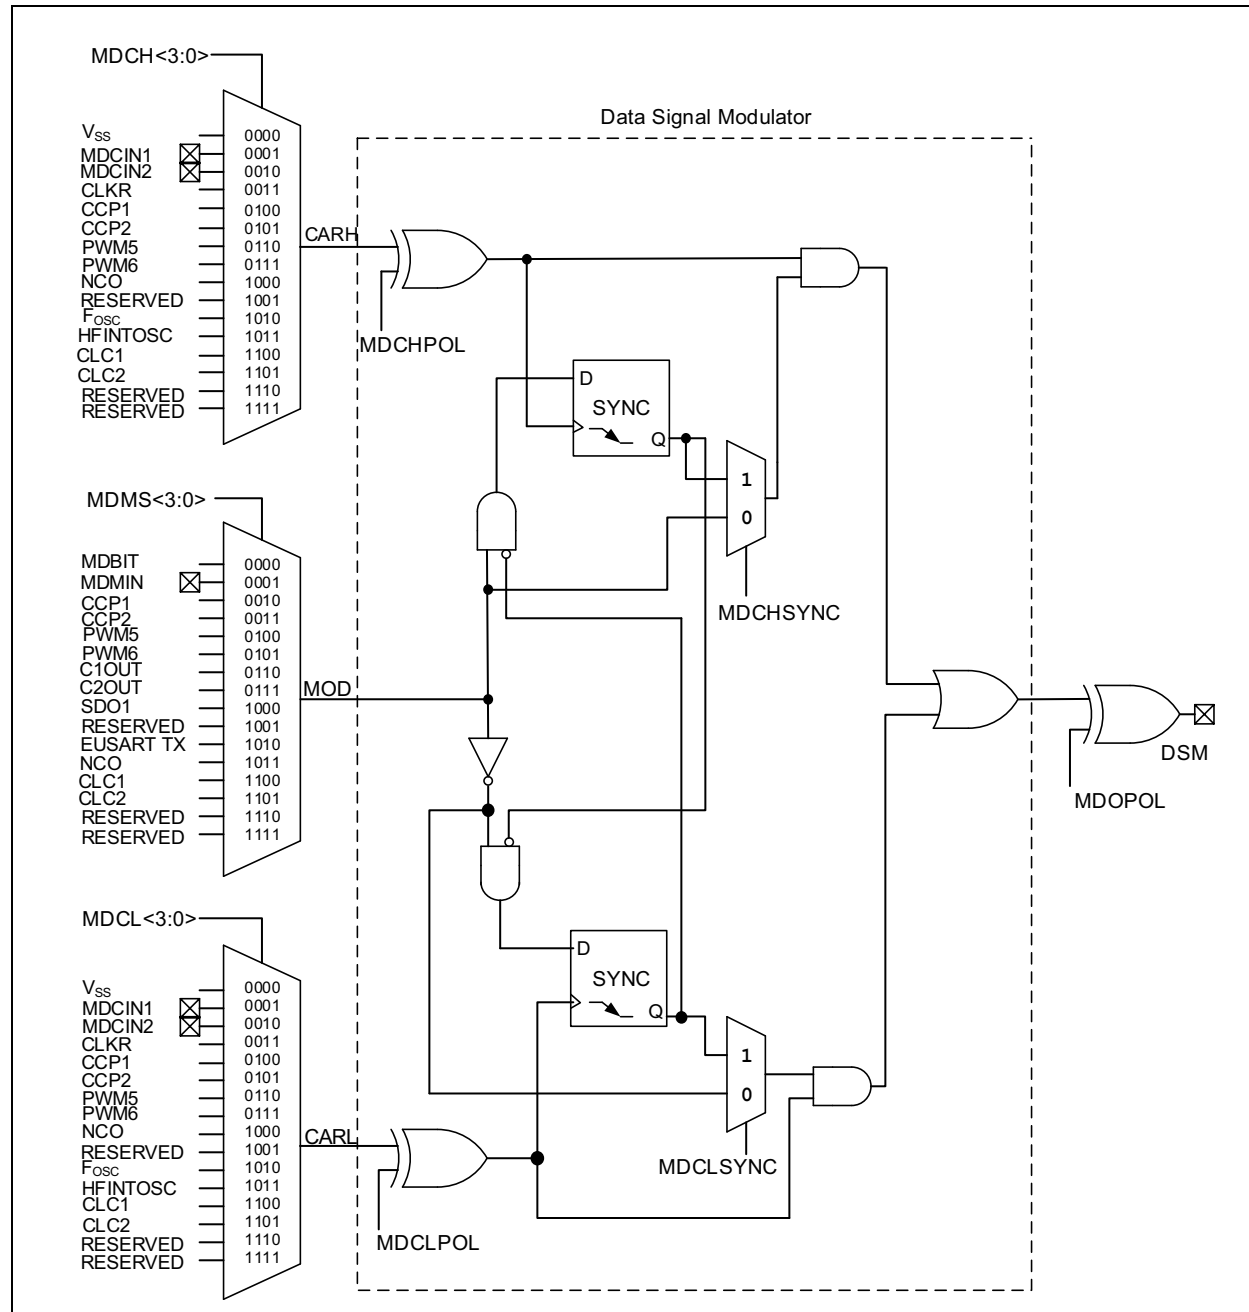 Data Signal Modulator
MDCH<3:0>
VSS 0000
MDCIN1 0001
MDCIN2 0010
CLKR 0011
CCP1 0100
CCP2 0101
PWM5 0110
PWM6 0111
NCO 1000
RESERVED 1001
FOSC 1010
HFINTOSC 1011
CLC1 1100
CLC2 1101
RESERVED 1110
RESERVED 1111
CARH
MDCHPOL
D
SYNC
Q
1
0
MDCHSYNC
MDMS<3:0>
MDBIT 0000
MDMIN 0001
CCP1 0010
CCP2 0011
PWM5 0100
PWM6 0101
C1OUT 0110
C2OUT 0111
SDO1 1000
RESERVED 1001
EUSART TX 1010
NCO 1011
CLC1 1100
CLC2 1101
RESERVED 1110
RESERVED 1111
MOD
DSM
MDOPOL
MDCL<3:0>
VSS 0000
MDCIN1 0001
MDCIN2 0010
CLKR 0011
CCP1 0100
CCP2 0101
PWM5 0110
PWM6 0111
NCO 1000
RESERVED 1001
FOSC 1010
HFINTOSC 1011
CLC1 1100
CLC2 1101
RESERVED 1110
RESERVED 1111
CARL
MDCLPOL
D
SYNC
Q
1
0
MDCLSYNC